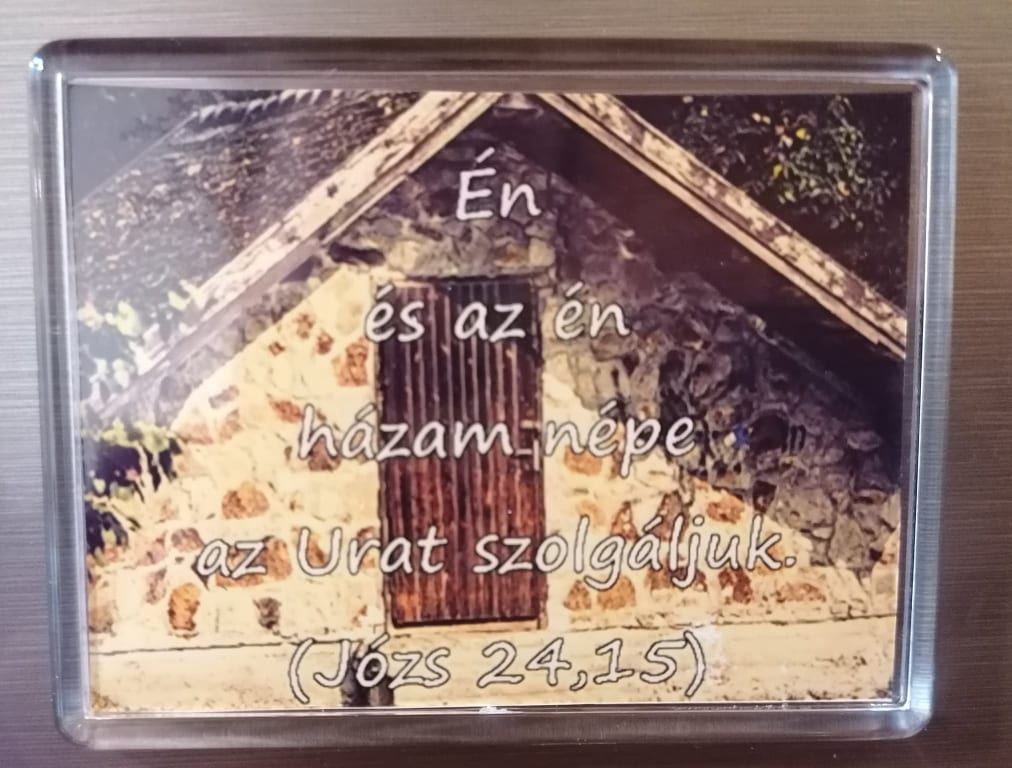 Én
és az én
házam népe
az Urat szolgáljuk.
(Józs 24,15)